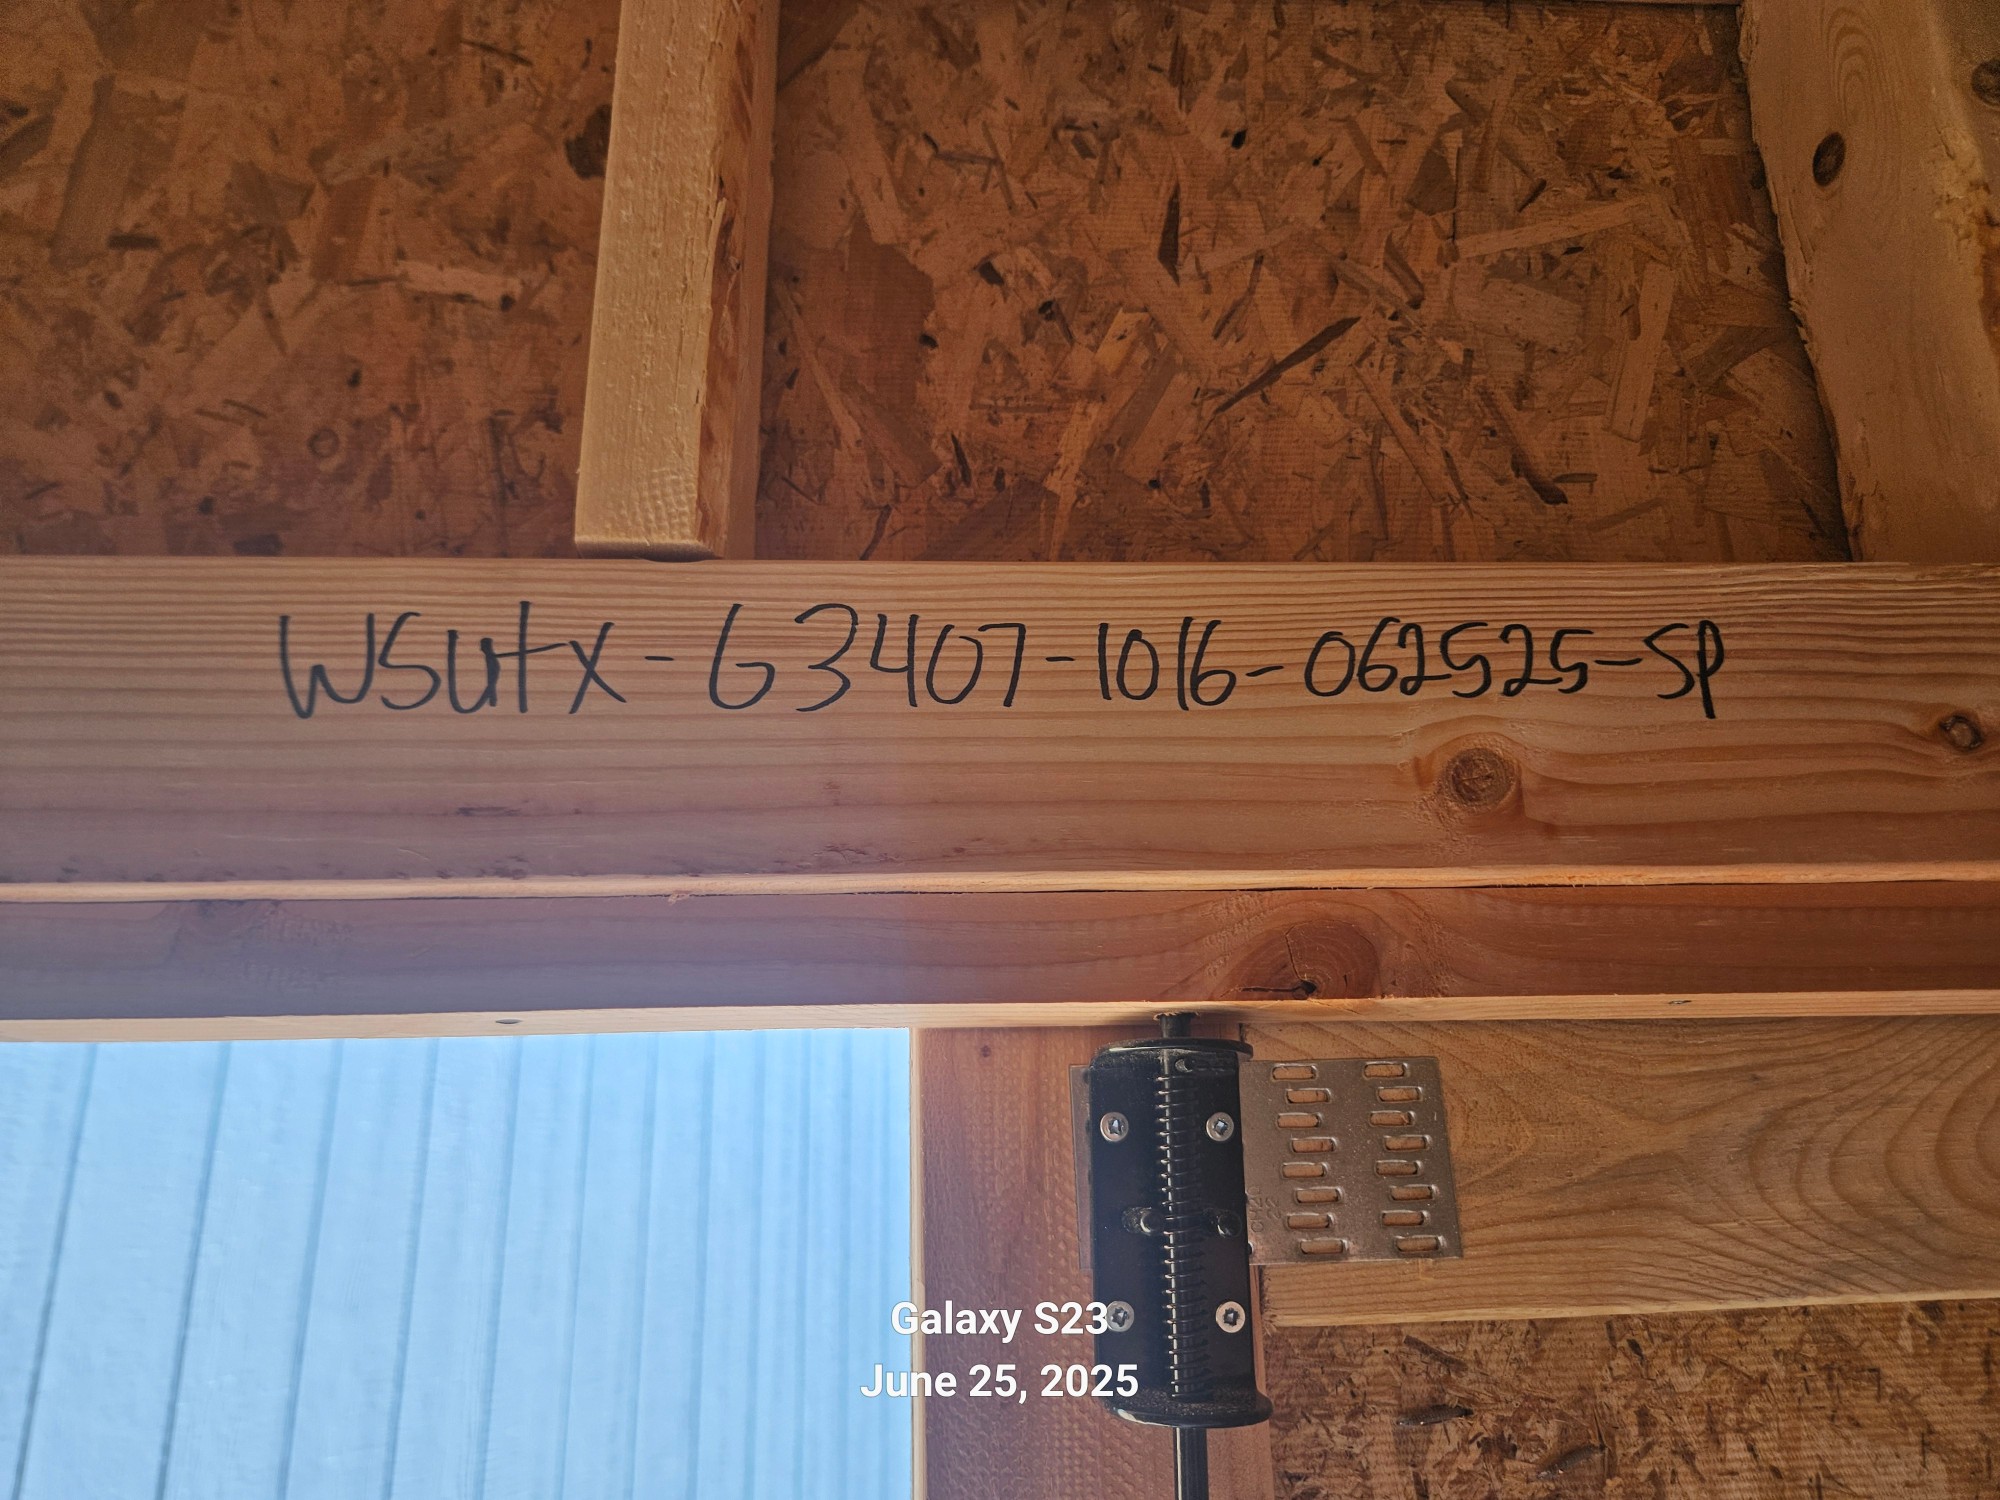 WSUtX-63407-1016-062525-SP
Galaxy S23
June 25, 2025